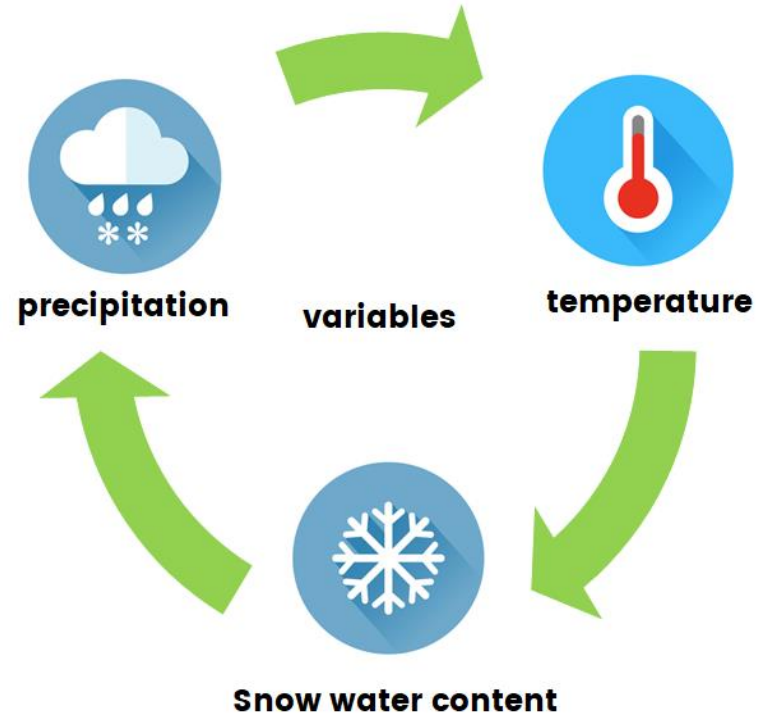 precipitation
variables
temperature
Snow water content